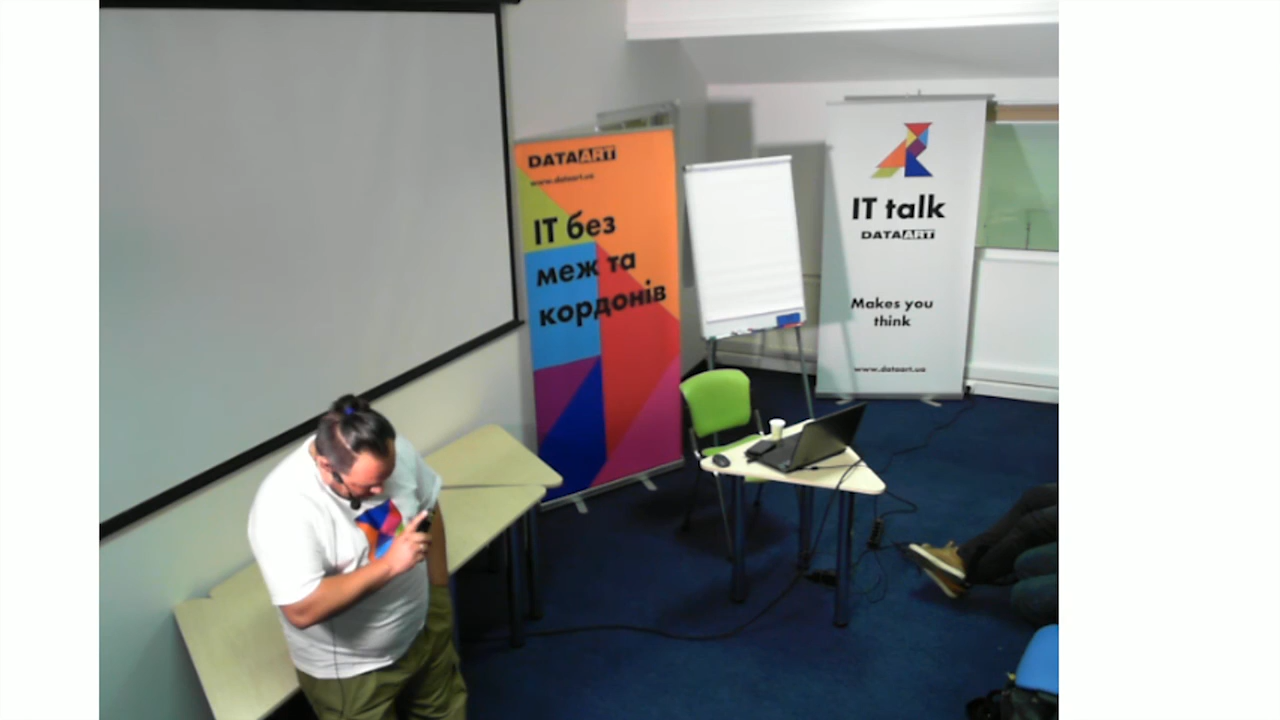 DATAART
www.dataart.ua
IT без
меж та
кордонів
IT talk
DATAART
Makes you
think
www.dataart.ua